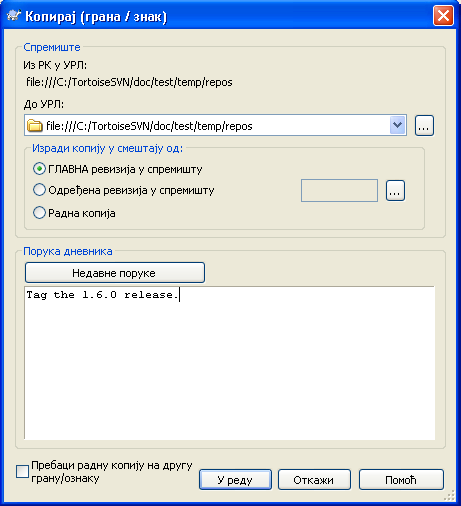 Копирај (грана / знак)
Спремиште
Из РК у УРЛ:
file:///C:/TortoiseSVN/doc/test/temp/repos
До УРЛ:
file:///C:/TortoiseSVN/doc/test/temp/repos
...
Изради копију у смештају од:
ГЛАВНА ревизија у спремишту
Одређена ревизија у спремишту
...
Радна копија
Порука дневника
Недавне поруке
Tag the 1.6.0 release.
Пребаци радну копију на другу
грану/ознаку
У реду
Откажи
Помоћ